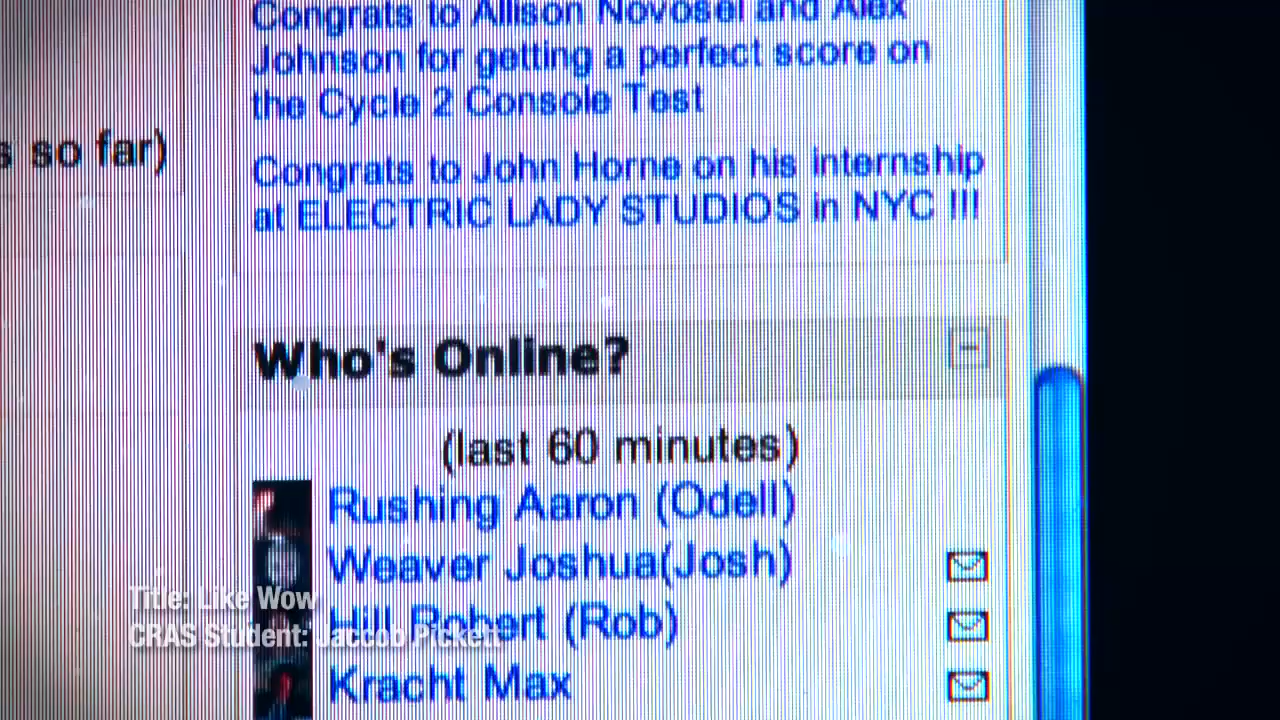 Congrats to Allison Novosel and Alex
Johnson for getting a perfect score on
the Cycle 2 Console Test
s so far)
Congrats to John Horne on his internship
at ELECTRIC LADY STUDIOS in NYC !!!
Who's Online?
(last 60 minutes)
Rushing Aaron (Odell)
Weaver Joshua(Josh)
Title: Like Wow
Hill Robert (Rob)
CRAS Student: Jaccob Pickett
Kracht Max